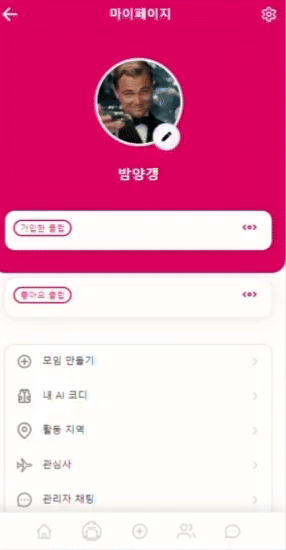 마이페이지
밤양갱
가입한 클럽
<0>
좋아요 클럽
<0>
모임 만들기
내 AI 코디
활동 지역
관심사
관리자 채팅